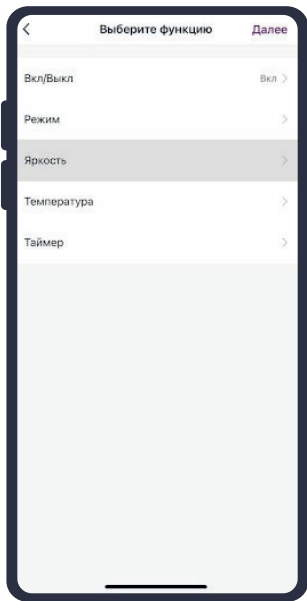 Выберите функцию Далее
Вкл/Выкл Вкл
Режим
Яркость
Температура
Таймер